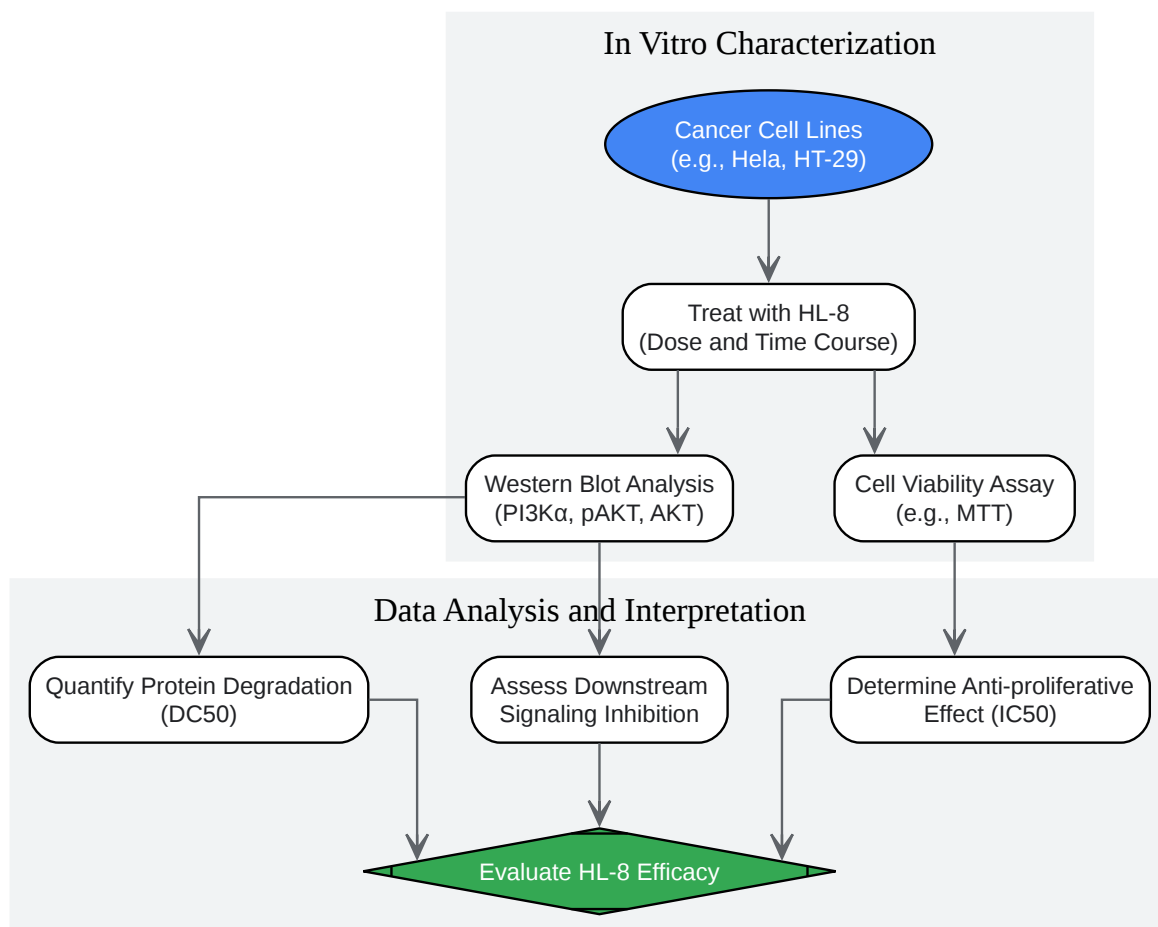 In Vitro Characterization
Cancer Cell Lines
(e.g., Hela, HT-29)
Treat with HL-8
(Dose and Time Course)
Western Blot Analysis
(PI3Kα, pAKT, AKT)
Cell Viability Assay
(e.g., MTT)
Data Analysis and Interpretation
Quantify Protein Degradation
(DC50)
Assess Downstream
Signaling Inhibition
Determine Anti-proliferative
Effect (IC50)
Evaluate HL-8 Efficacy